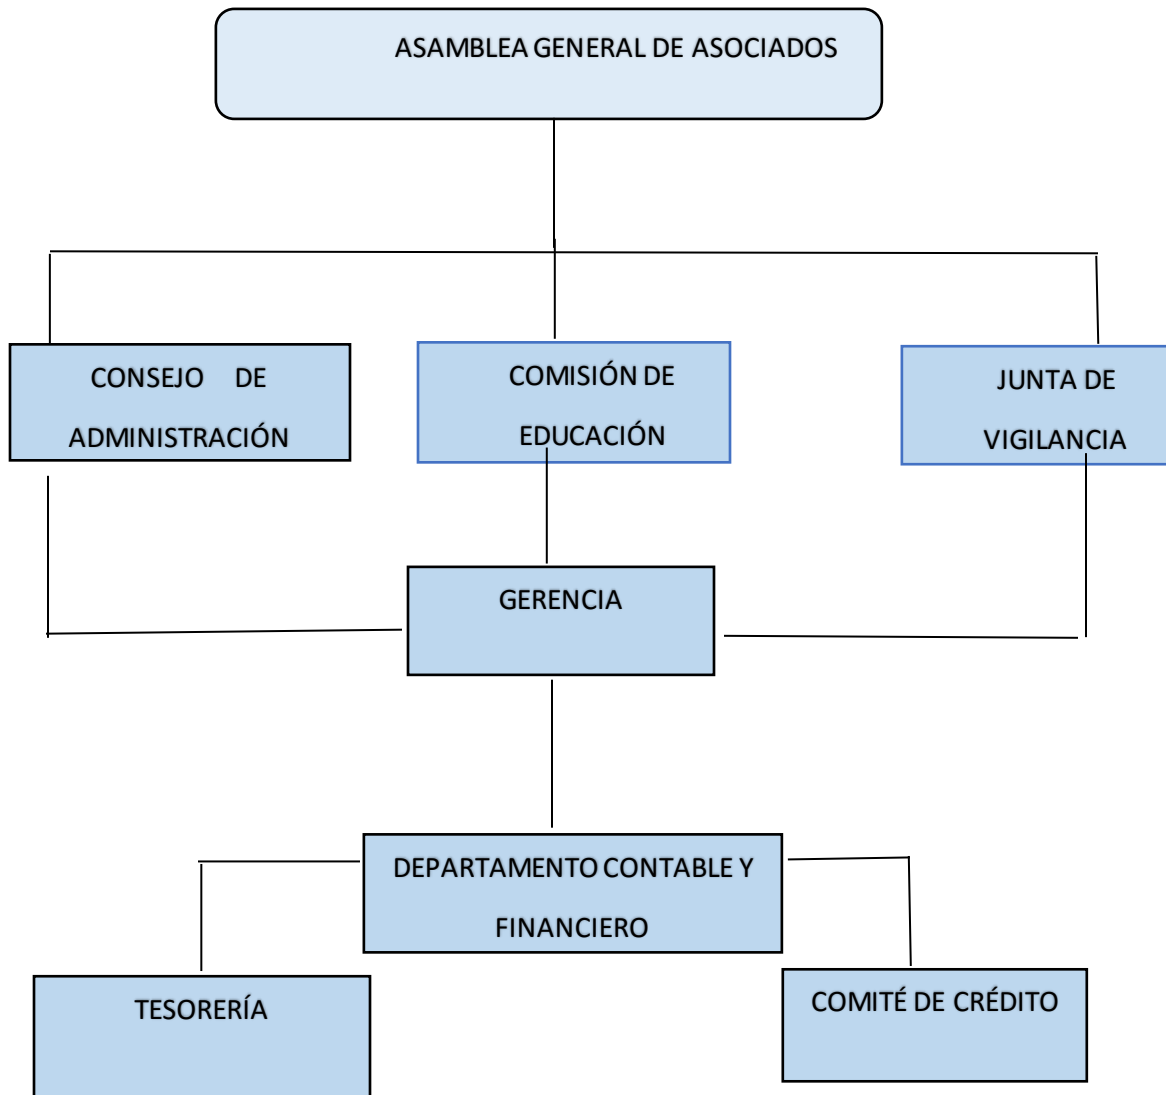 ASAMBLEA GENERAL DE ASOCIADOS
CONSEJO DE
ADMINISTRACIÓN
COMISIÓN DE
EDUCACIÓN
JUNTA DE
VIGILANCIA
GERENCIA
DEPARTAMENTO CONTABLE Y
FINANCIERO
TESORERÍA
COMITÉ DE CRÉDITO